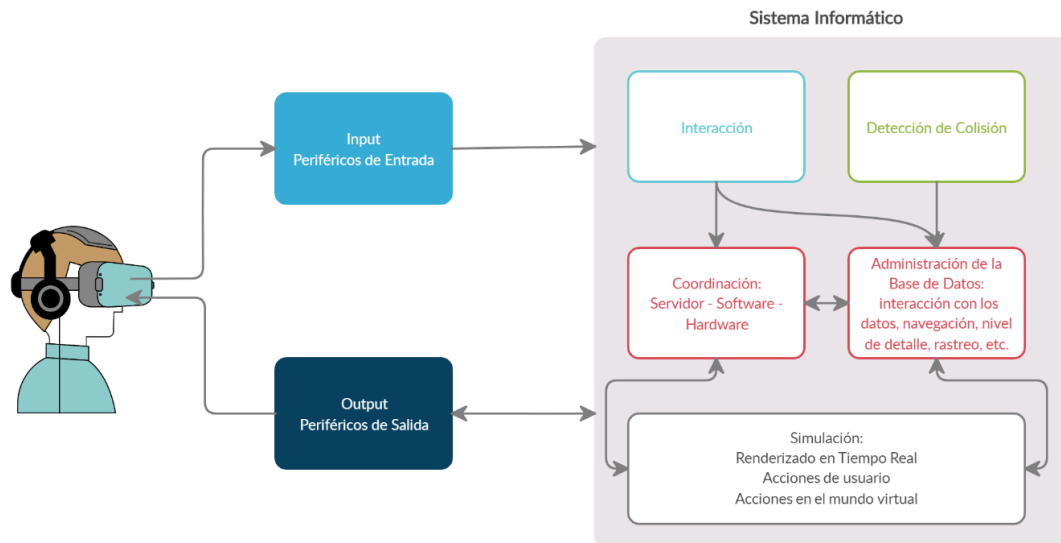 Sistema Informático
Input
Periféricos de Entrada
Interacción
Detección de Colisión
Coordinación:
Servidor - Software -
Hardware
Administración de la
Base de Datos:
interacción con los
datos, navegación, nivel
de detalle, rastreo, etc.
Output
Periféricos de Salida
Simulación:
Renderizado en Tiempo Real
Acciones de usuario
Acciones en el mundo virtual